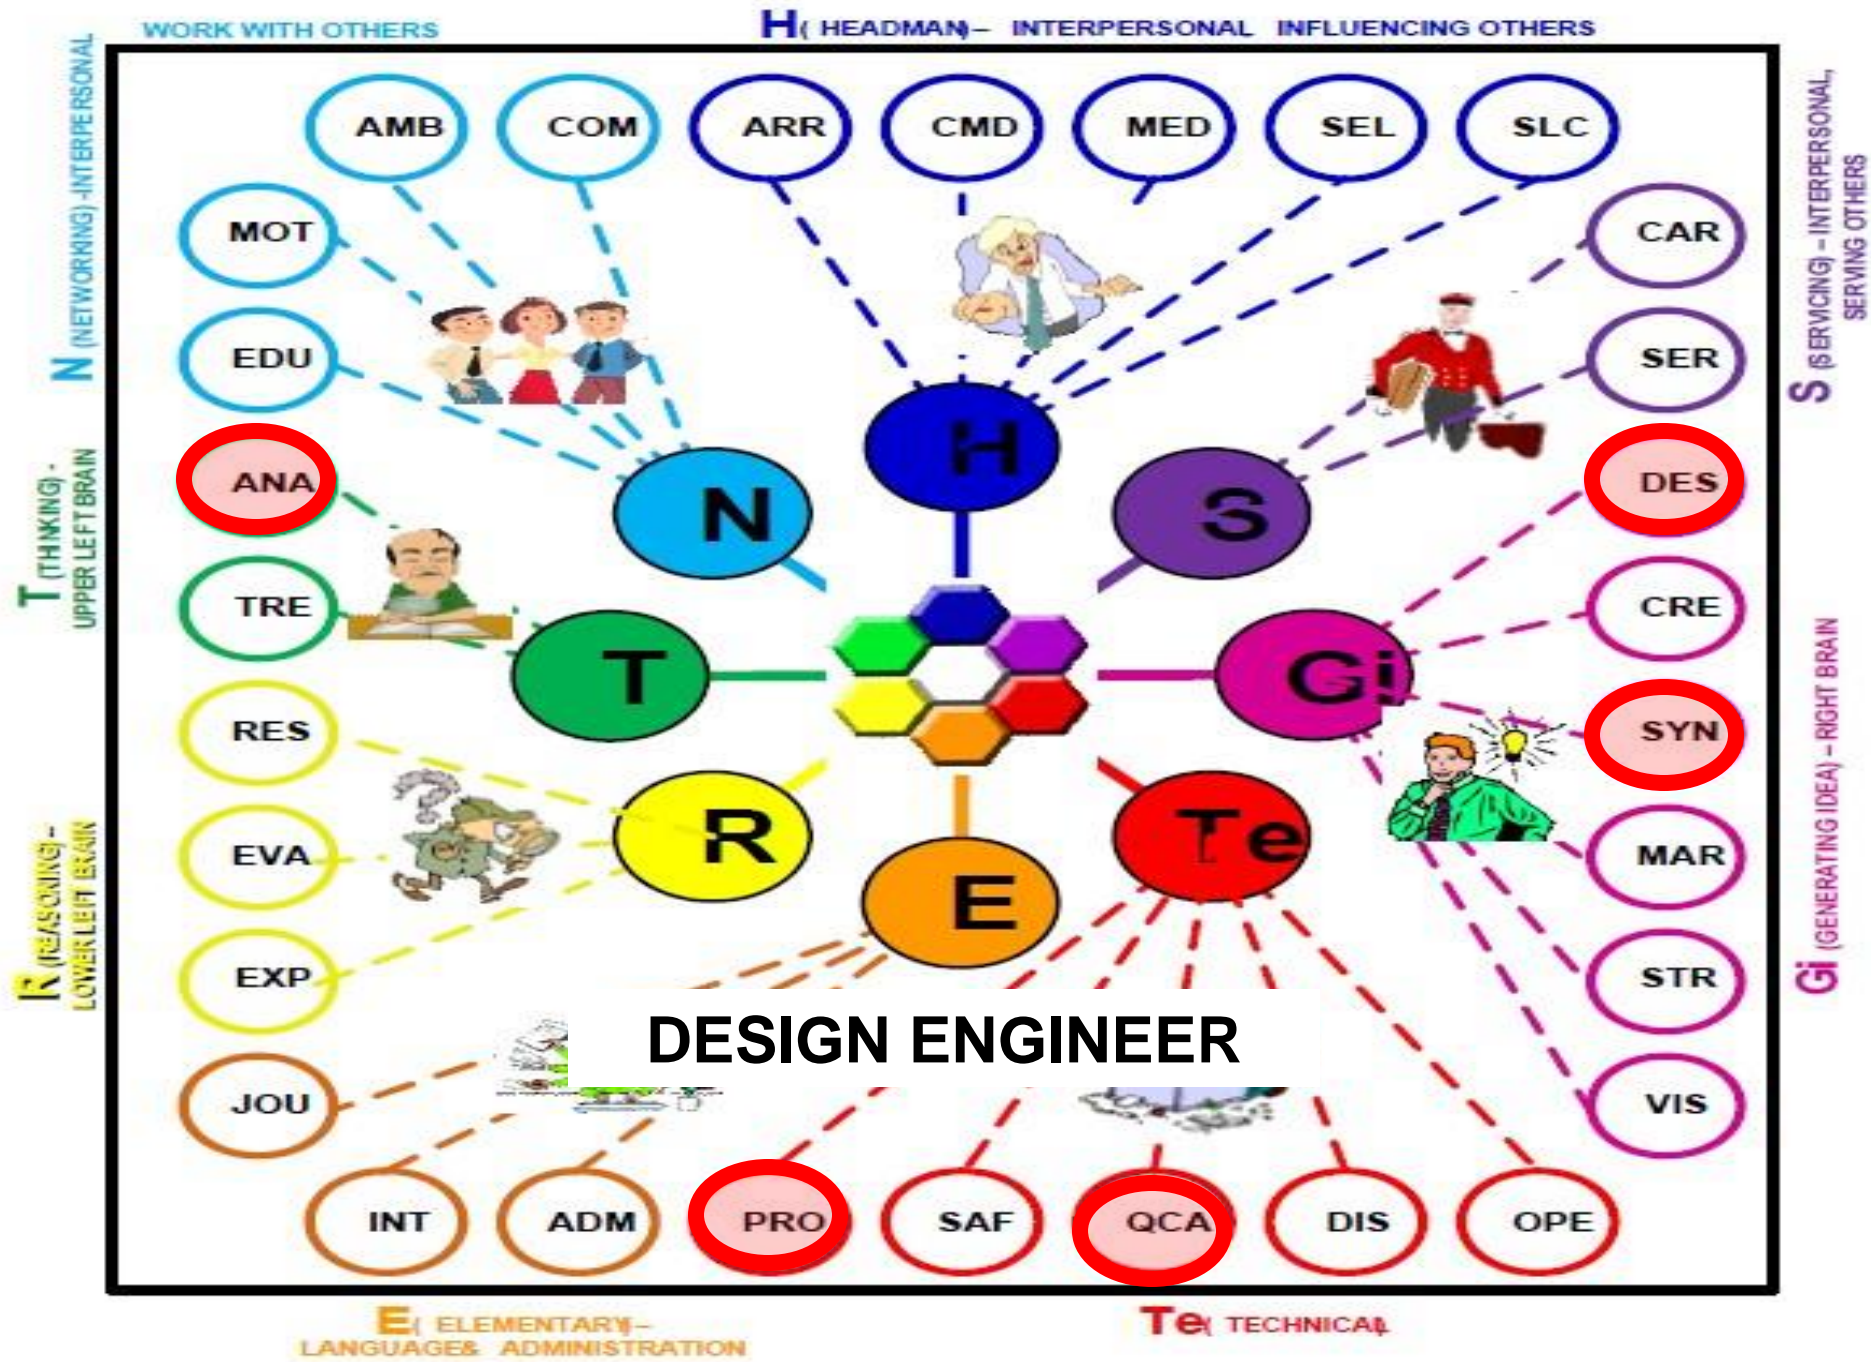 WORK WITH OTHERS
H( HEADMAN)– INTERPERSONAL INFLUENCING OTHERS
N (NETWORKING) -INTERPERSONAL
T (THINKING) -
UPPPER LEFT BRAIN
R (REASONING) –
LOWER LEFT BRAIN
S (SERVICING) – INTERPERSONAL,
SERVING OTHERS
Gi (GENERATING IDEA) – RIGHT BRAIN
AMB
COM
ARR
CMD
MED
SEL
SLC
MOT
CAR
EDU
SER
ANA
DES
TRE
CRE
RES
SYN
EVA
MAR
EXP
STR
JOU
VIS
H
N
S
T
Gi
R
Te
E
DESIGN ENGINEER
INT
ADM
PRO
SAF
QCA
DIS
OPE
E( ELEMENTARY)–
LANGUAGE& ADMINISTRATION
Te( TECHNICAL)